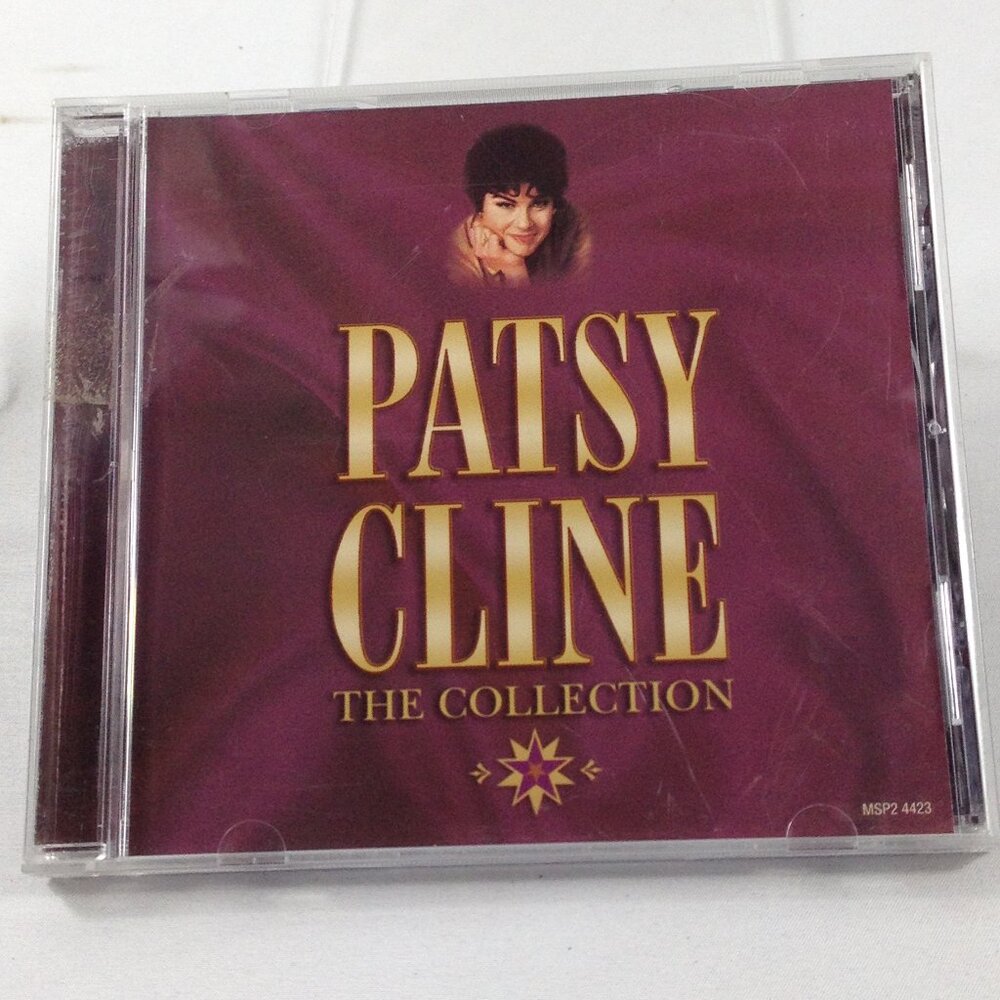 PATSY
CLINE
THE COLLECTION
MSP2 4423